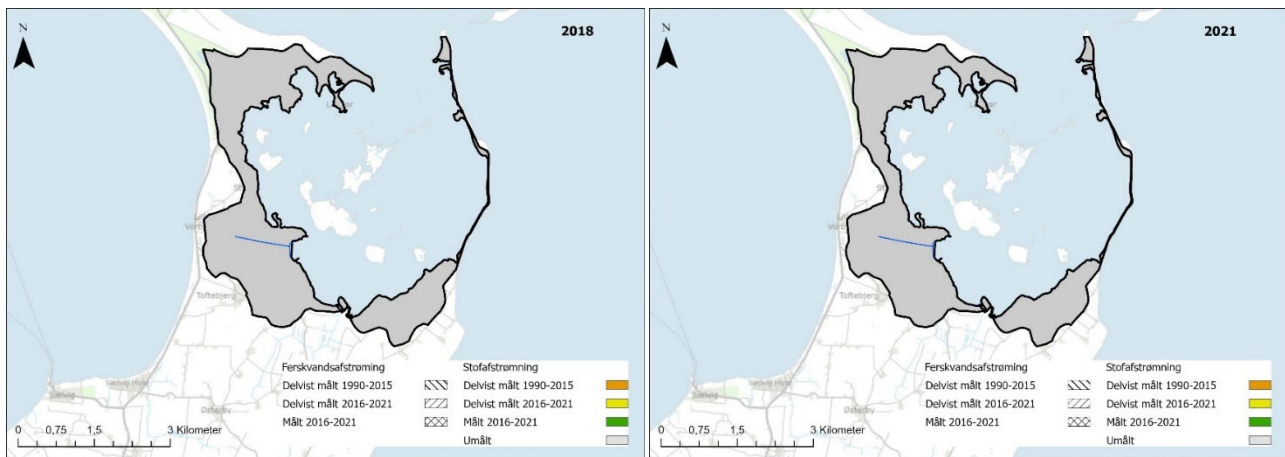 N
2018
Toftebjerg
Ferskvandsafstrømning
Stofafstrømning
Delvist målt 1990-2015
Delvist målt 1990-2015
Delvist målt 2016-2021
Delvist målt 2016-2021
Målt 2016-2021
Målt 2016-2021
Umålt
Sælvig
Østerby
0 0,75 1,5 3 Kilometer
N
2021
Toftebjerg
Ferskvandsafstrømning
Stofafstrømning
Delvist målt 1990-2015
Delvist målt 1990-2015
Delvist målt 2016-2021
Delvist målt 2016-2021
Målt 2016-2021
Målt 2016-2021
Umålt
Sælvig
Østerby
0 0,75 1,5 3 Kilometer